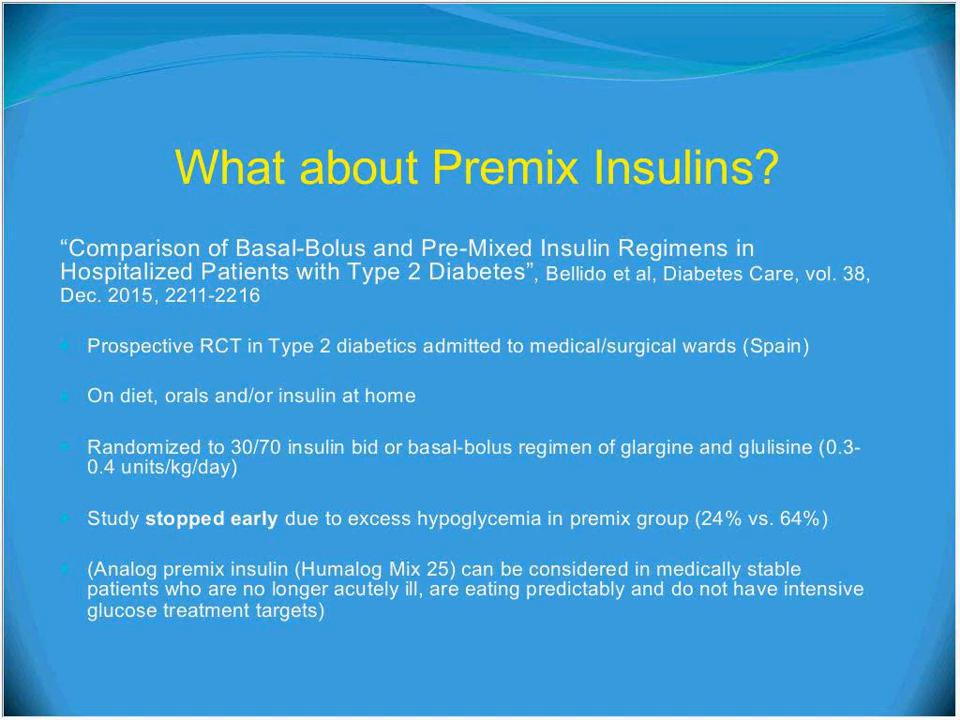 What about Premix Insulins?
“Comparison of Basal-Bolus and Pre-Mixed Insulin Regimens in
Hospitalized Patients with Type 2 Diabetes”, Bellido et al, Diabetes Care, vol. 38,
Dec. 2015, 2211-2216
Prospective RCT in Type 2 diabetics admitted to medical/surgical wards (Spain)
On diet, orals and/or insulin at home
Randomized to 30/70 insulin bid or basal-bolus regimen of glargine and glulisine (0.3-
0.4 units/kg/day)
Study stopped early due to excess hypoglycemia in premix group (24% vs. 64%)
(Analog premix insulin (Humalog Mix 25) can be considered in medically stable
patients who are no longer acutely ill, are eating predictably and do not have intensive
glucose treatment targets)